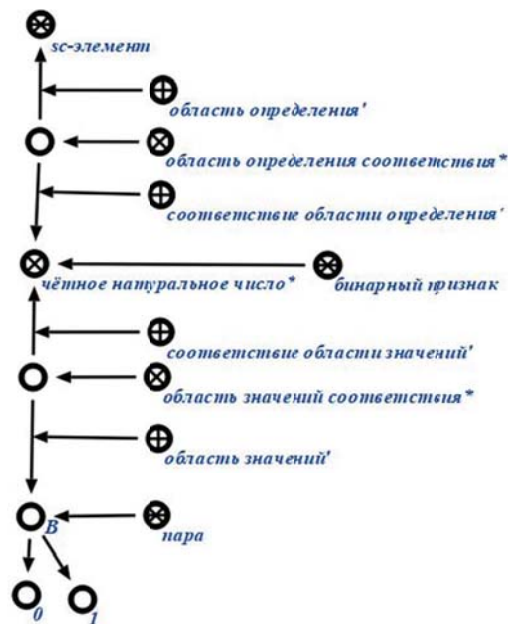 sc-элемент
область определения'
область определения соответствия*
соответствие области определения'
чётное натуральное число*
бинарный признак
соответствие области значений'
область значений соответствия*
область значений'
B
пара
0
1